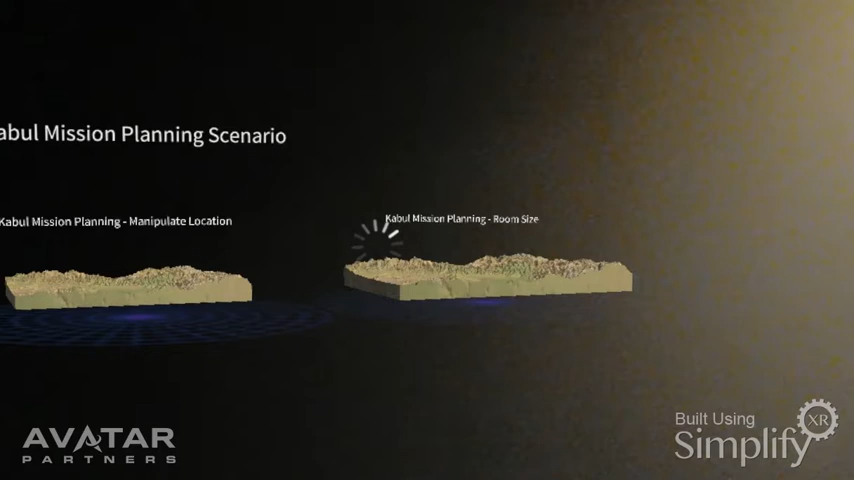 abul Mission Planning Scenario
Kabul Mission Planning - Manipulate Location
Kabul Mission Planning - Room Size
AVATAR
PARTNERS
Built Using
Simplify
XR